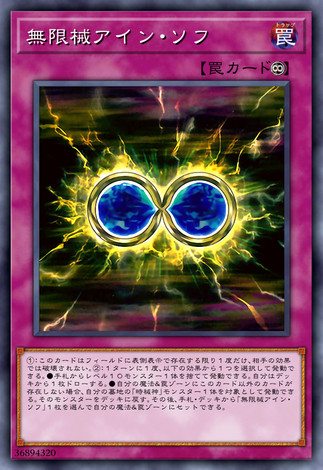 無限械アイン・ソフ
トラップ
罠
【罠カード】
①:このカードはフィールドに表側表示で存在する限り1度だけ、相手の効果
では破壊されない。②:1ターンに1度、以下の効果から1つを選択して発動で
きる。●手札からレベル10モンスター1体を捨てて発動できる。自分はデッ
キから1枚ドローする。●自分の魔法&罠ゾーンにこのカード以外のカードが
存在しない場合、自分の墓地の「時械神」モンスター1体を対象として発動でき
る。そのモンスターをデッキに戻す。その後、手札・デッキから「無限械アイン・ソ
フ」1枚を選んで自分の魔法&罠ゾーンにセットできる。
36894320